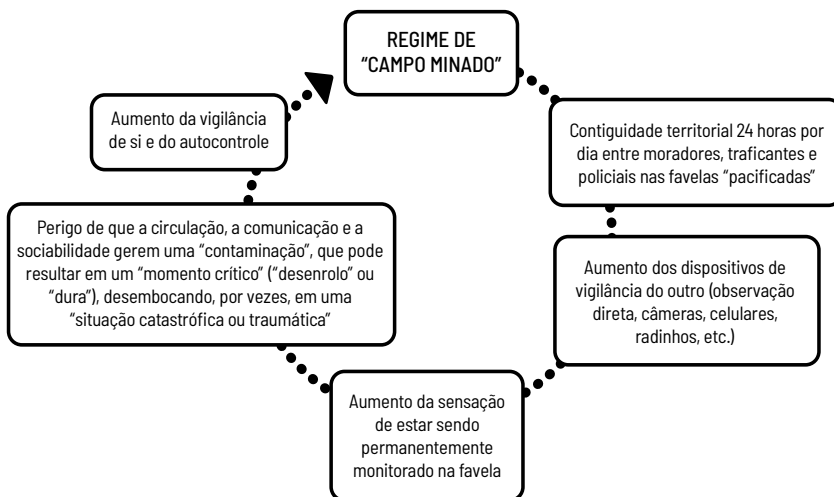 REGIME DE
“CAMPO MINADO”
Contiguidade territorial 24 horas por
dia entre moradores, traficantes e
policiais nas favelas “pacificadas”
Aumento dos dispositivos de
vigilância do outro (observação
direta, câmeras, celulares,
radinhos, etc.)
Aumento da sensação
de estar sendo
permanentemente
monitorado na favela
Perigo de que a circulação, a comunicação e a
sociabilidade gerem uma “contaminação”, que pode
resultar em um “momento crítico” (“desenrolo” ou
“dura”), desembocando, por vezes, em uma
“situação catastrófica ou traumática”
Aumento da vigilância
de si e do autocontrole